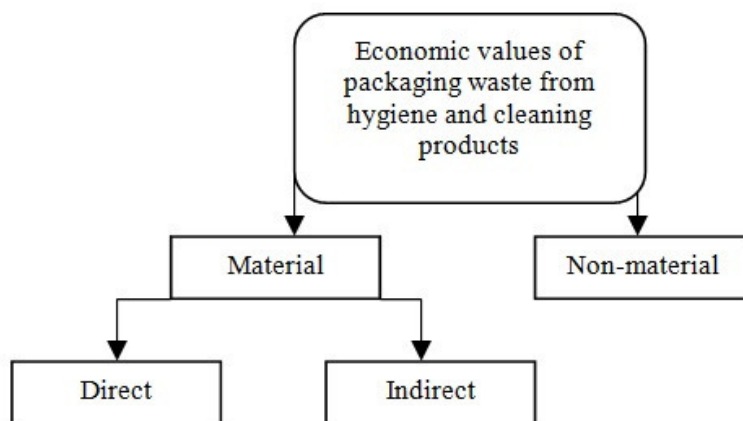 Economic values of
packaging waste from
hygiene and cleaning
products
Material
Non-material
Direct
Indirect